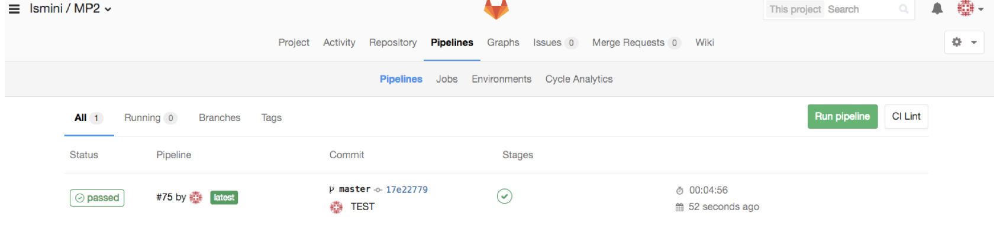 Ismini / MP2
This project Search
Project Activity Repository Pipelines Graphs Issues 0 Merge Requests 0 Wiki
Pipelines Jobs Environments Cycle Analytics
All 1 Running 0 Branches Tags Run pipeline CI Lint
Status Pipeline Commit Stages
passed #75 by latest master 17e22779 00:04:56
TEST 52 seconds ago